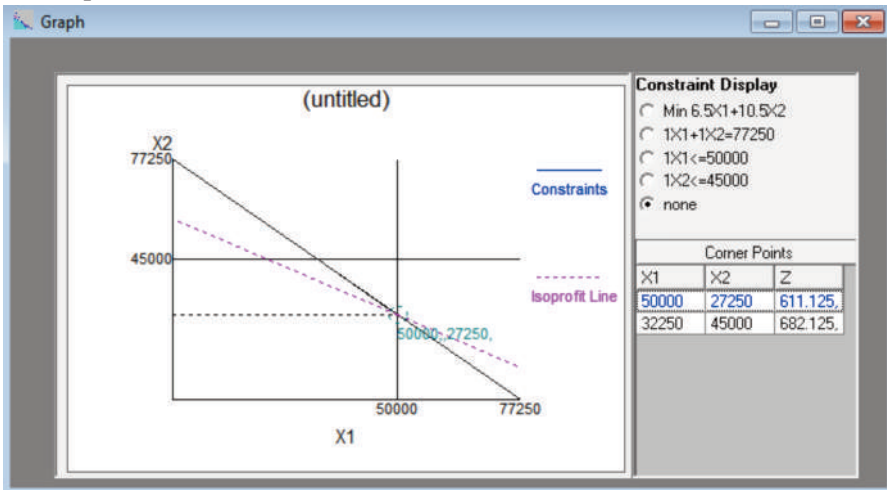 Graph
(untitled)
X2
77250
45000
Constraints
Isoprofit Line
50000,,27250,
50000
77250
X1
Constraint Display
Min 6.5X1+10.5X2
1X1+1X2=77250
1X1<=50000
1X2<=45000
none
Corner Points
X1 X2 Z
50000 27250 611.125,
32250 45000 682.125,